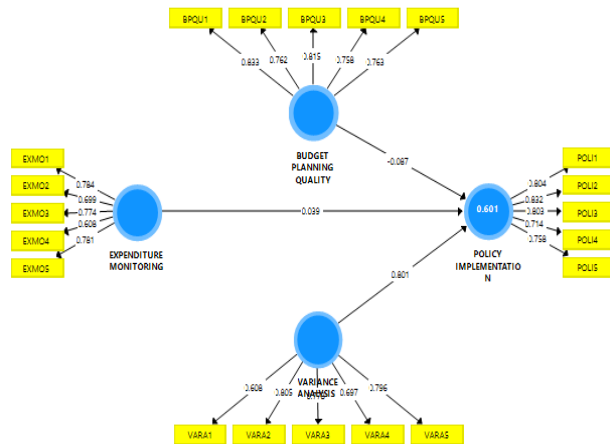 BPQU1 BPQU2 BPQU3 BPQU4 BPQU5
0.833 0.762 0.815 0.758 0.763
BUDGET
PLANNING
QUALITY
-0.087
EXMO1
EXMO2
EXMO3
EXMO4
EXMO5
0.784
0.699
0.774
0.608
0.781
EXPENDITURE
MONITORING
0.039
0.601
POLICY
IMPLEMENTATIO
N
0.804
0.832
0.803
0.714
0.758
POLI1
POLI2
POLI3
POLI4
POLI5
0.801
VARIANCE
ANALYSIS
0.608 0.805 0.697 0.796
VARA1 VARA2 VARA3 VARA4 VARA5